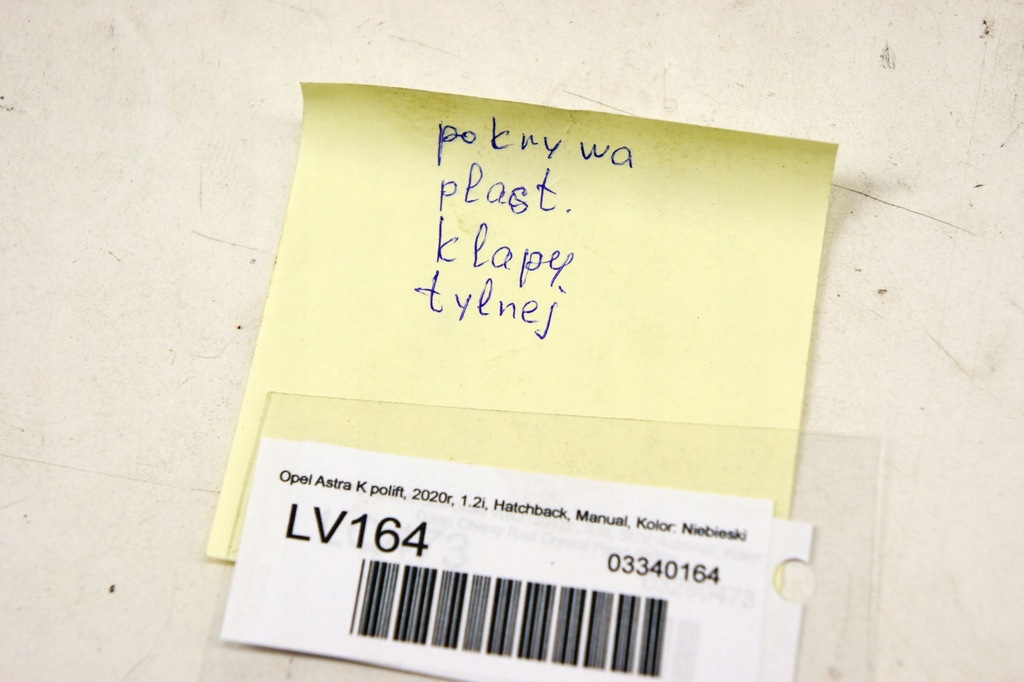 pokrywa
plast.
klapy
tylnej
Opel Astra K polift, 2020r, 1.2i, Hatchback, Manual, Kolor: Niebieski
LV164
03340164